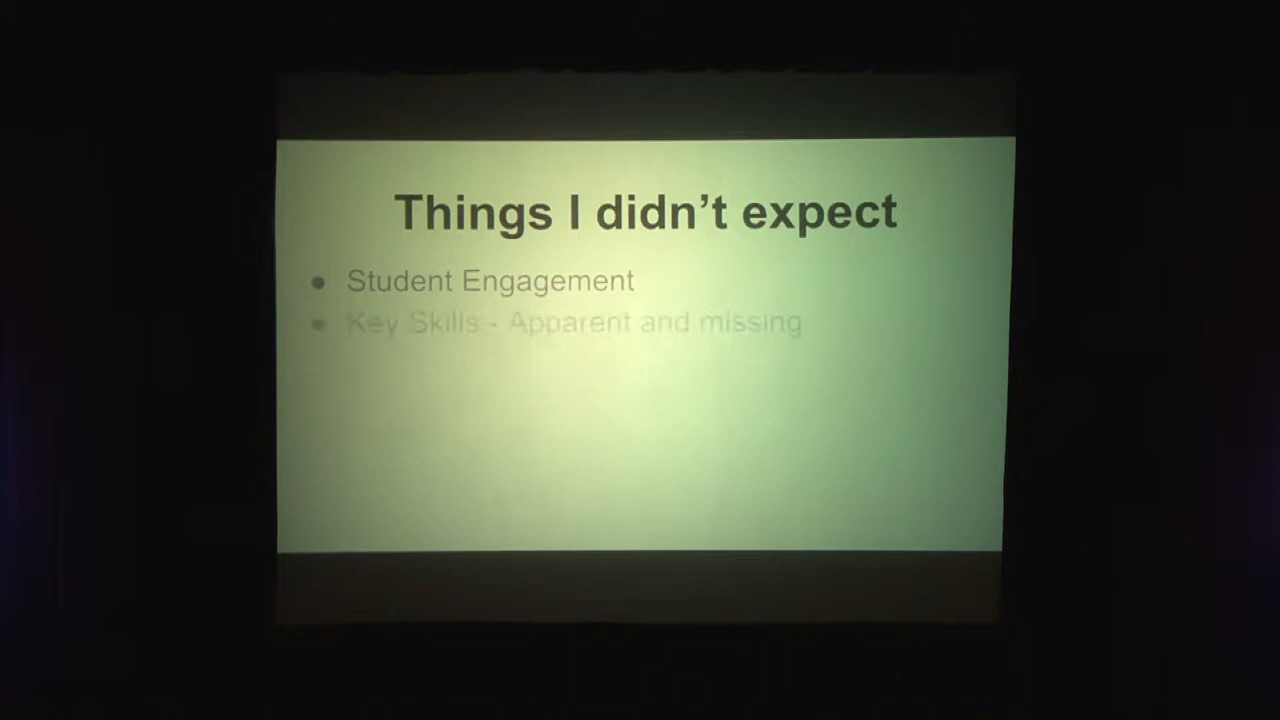 Things I didn’t expect
● Student Engagement
● Key Skills - Apparent and missing